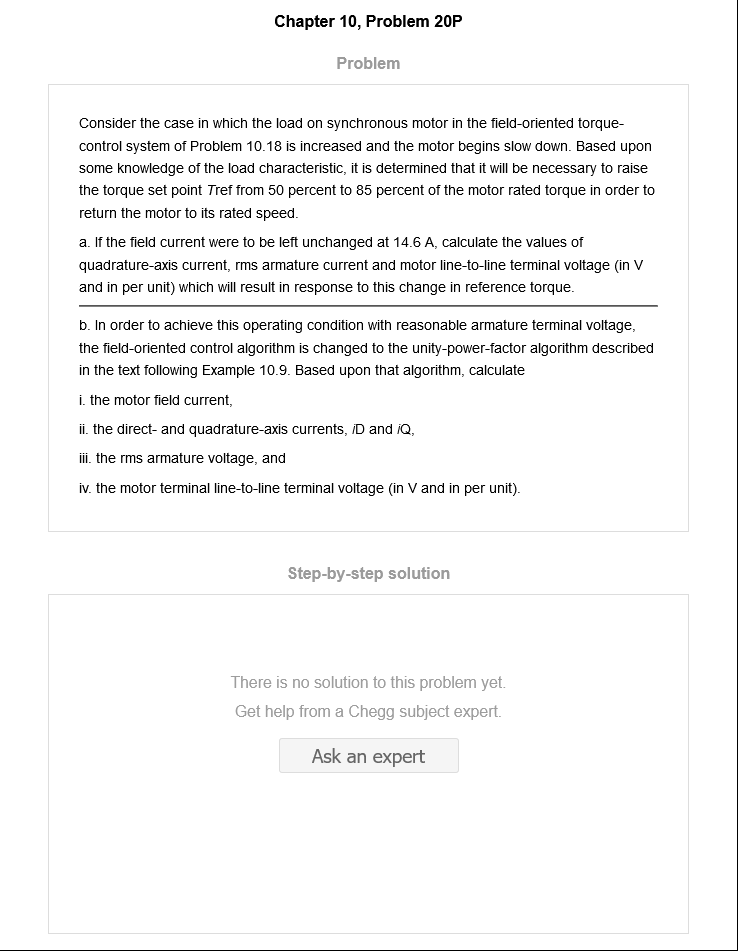 Chapter 10, Problem 20P
Problem
Consider the case in which the load on synchronous motor in the field-oriented torque-
control system of Problem 10.18 is increased and the motor begins slow down. Based upon
some knowledge of the load characteristic, it is determined that it will be necessary to raise
the torque set point Tref from 50 percent to 85 percent of the motor rated torque in order to
return the motor to its rated speed.
a. If the field current were to be left unchanged at 14.6 A, calculate the values of
quadrature-axis current, rms armature current and motor line-to-line terminal voltage (in V
and in per unit) which will result in response to this change in reference torque.
b. In order to achieve this operating condition with reasonable armature terminal voltage,
the field-oriented control algorithm is changed to the unity-power-factor algorithm described
in the text following Example 10.9. Based upon that algorithm, calculate
i. the motor field current,
ii. the direct- and quadrature-axis currents, iD and iQ,
iii. the rms armature voltage, and
iv. the motor terminal line-to-line terminal voltage (in V and in per unit).
Step-by-step solution
There is no solution to this problem yet.
Get help from a Chegg subject expert.
Ask an expert